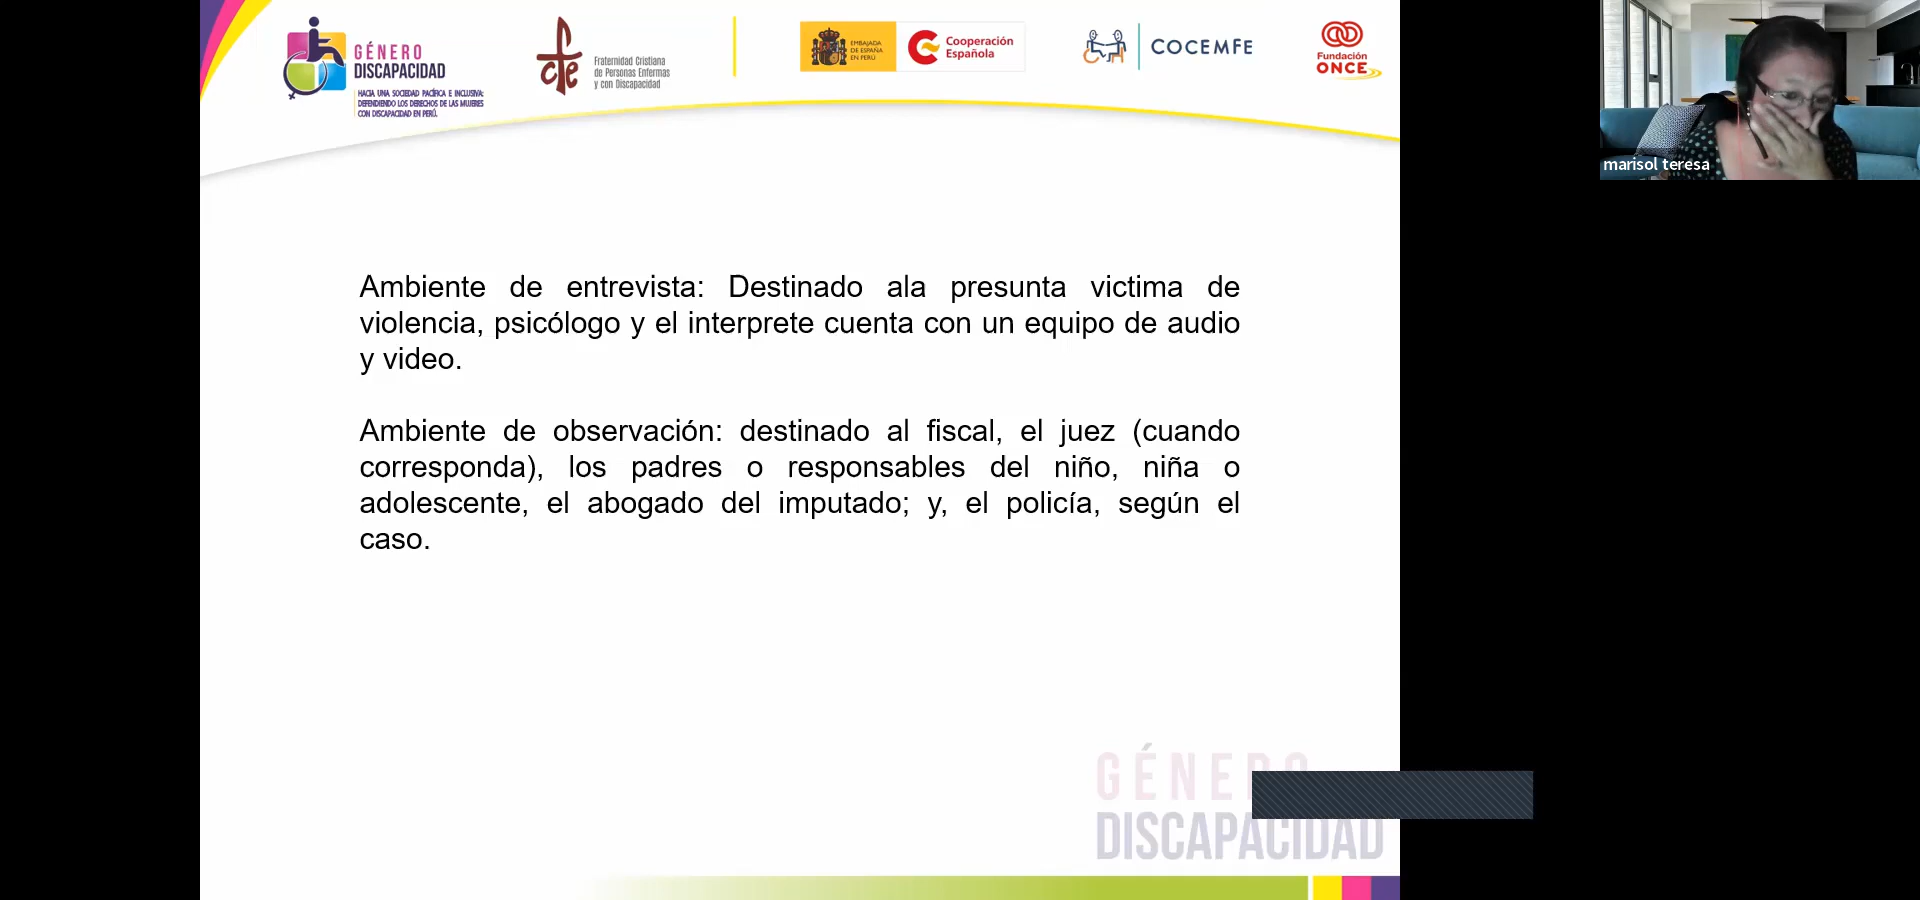 GÉNERO
DISCAPACIDAD
HACIA UNA SOCIEDAD PACÍFICA E INCLUSIVA:
DEFENDIENDO LOS DERECHOS DE LAS MUJERES
CON DISCAPACIDAD EN PERÚ.
cfe
Fraternidad Cristiana
de Personas Enfermas
y con Discapacidad
EMBAJADA
DE ESPAÑA
EN PERÚ
Cooperación
Española
COCEMFE
Fundación
ONCE
marisol teresa
Ambiente de entrevista: Destinado ala presunta victima de
violencia, psicólogo y el interprete cuenta con un equipo de audio
y video.
Ambiente de observación: destinado al fiscal, el juez (cuando
corresponda), los padres o responsables del niño, niña o
adolescente, el abogado del imputado; y, el policía, según el
caso.
GÉNERO
DISCAPACIDAD